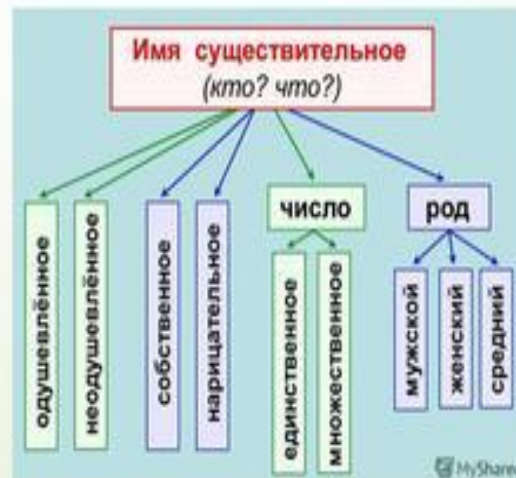 Имя существительное
(кто? что?)
одушевлённое
неодушевлённое
собственное
нарицательное
число
единственное
множественное
род
мужской
женский
средний
MyShared